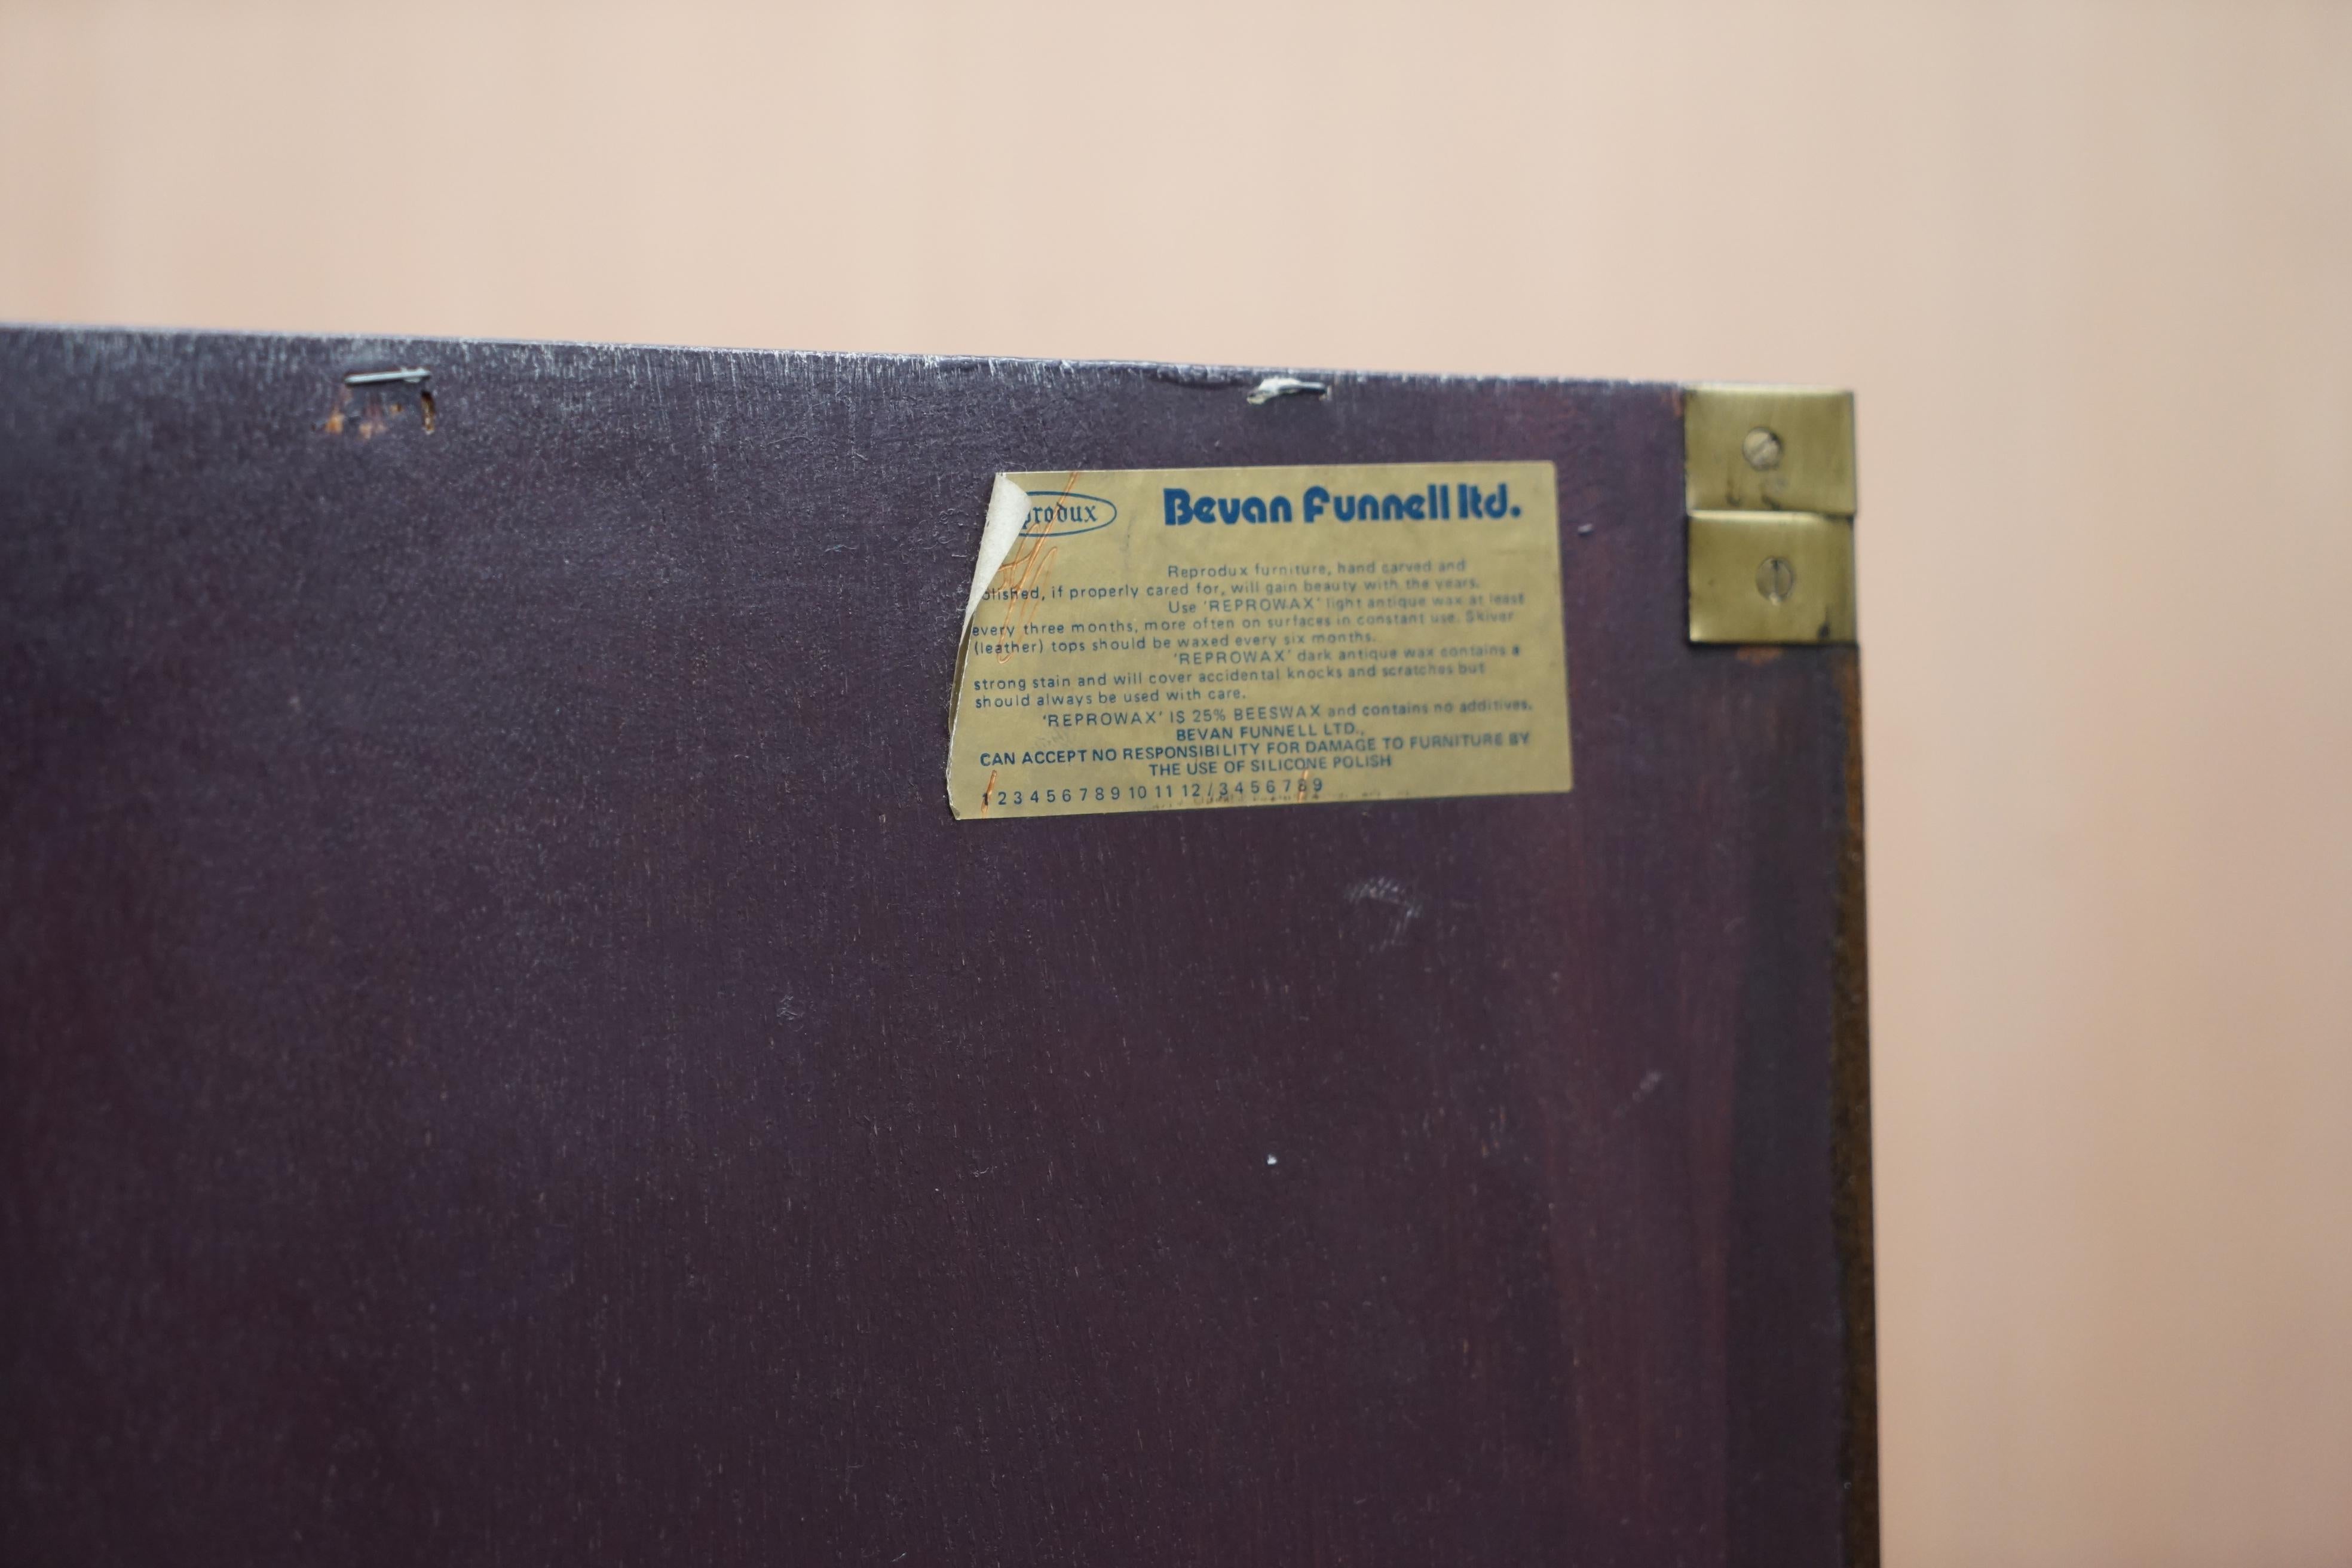 produx
Bevan Funnell ltd.
Reprodux furniture, hand carved and
olished, if properly cared for, will gain beauty with the years.
Use 'REPROWAX' light antique wax at least
every three months, more often on surfaces in constant use. Skiver
(leather) tops should be waxed every six months.
'REPROWAX' dark antique wax contains a
strong stain and will cover accidental knocks and scratches but
should always be used with care.
'REPROWAX' IS 25% BEESWAX and contains no additives.
BEVAN FUNNELL LTD.,
CAN ACCEPT NO RESPONSIBILITY FOR DAMAGE TO FURNITURE BY
THE USE OF SILICONE POLISH
1 2 3 4 5 6 7 8 9 10 11 12 / 3 4 5 6 7 8 9